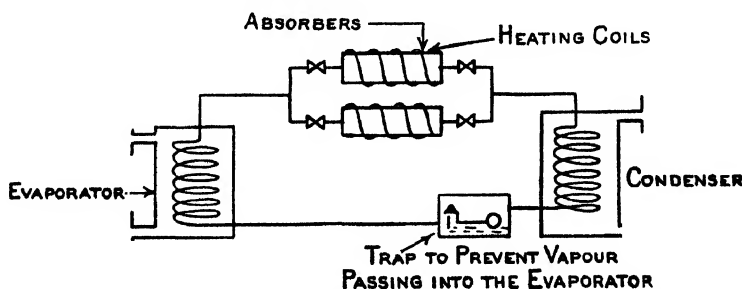 ABSORBERS
HEATING COILS
EVAPORATOR
CONDENSER
TRAP TO PREVENT VAPOUR
PASSING INTO THE EVAPORATOR